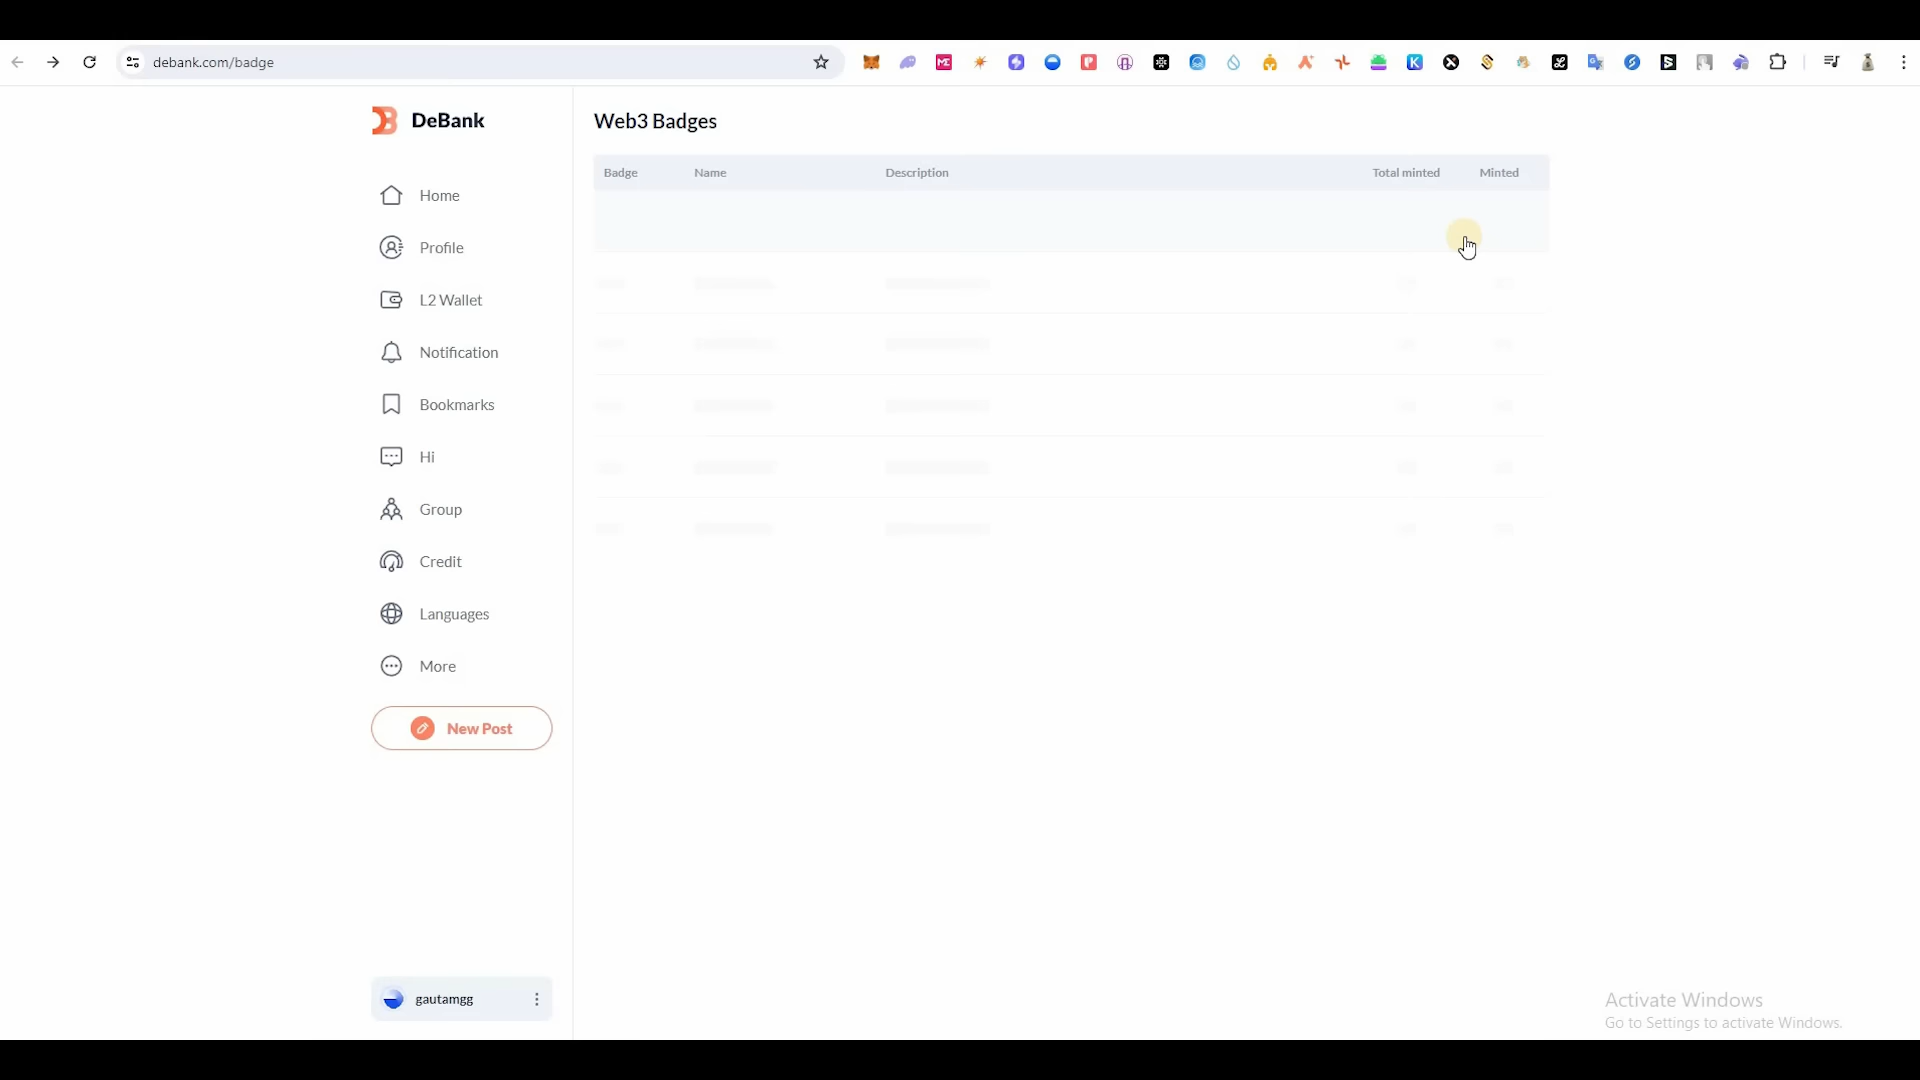 debank.com/badge
DeBank
Home
Profile
L2 Wallet
Notification
Bookmarks
Hi
Group
Credit
Languages
More
New Post
gautamgg
Web3 Badges
Badge Name Description Total minted Minted
Activate Windows
Go to Settings to activate Windows.